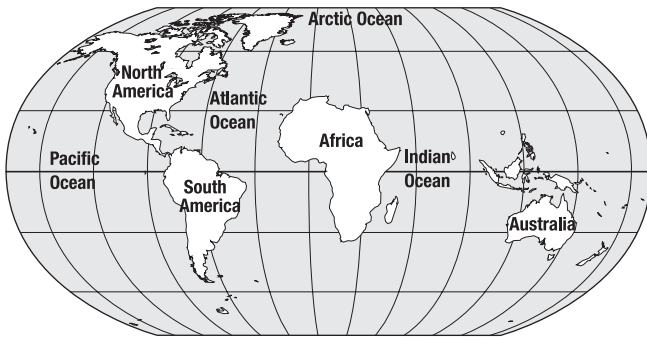 Arctic Ocean
North
America
Atlantic
Ocean
Africa
Pacific
Ocean
Indian
Ocean
South
America
Australia